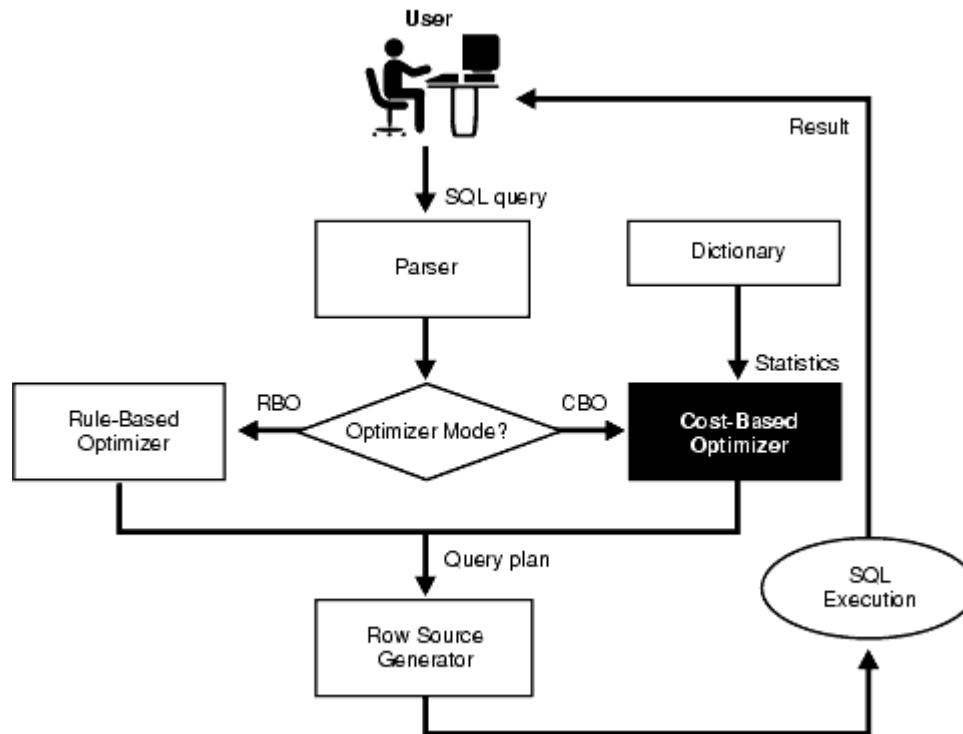 User
Result
SQL query
Parser
Dictionary
Statistics
RBO
CBO
Rule-Based
Optimizer
Optimizer Mode?
Cost-Based
Optimizer
Query plan
SQL
Execution
Row Source
Generator